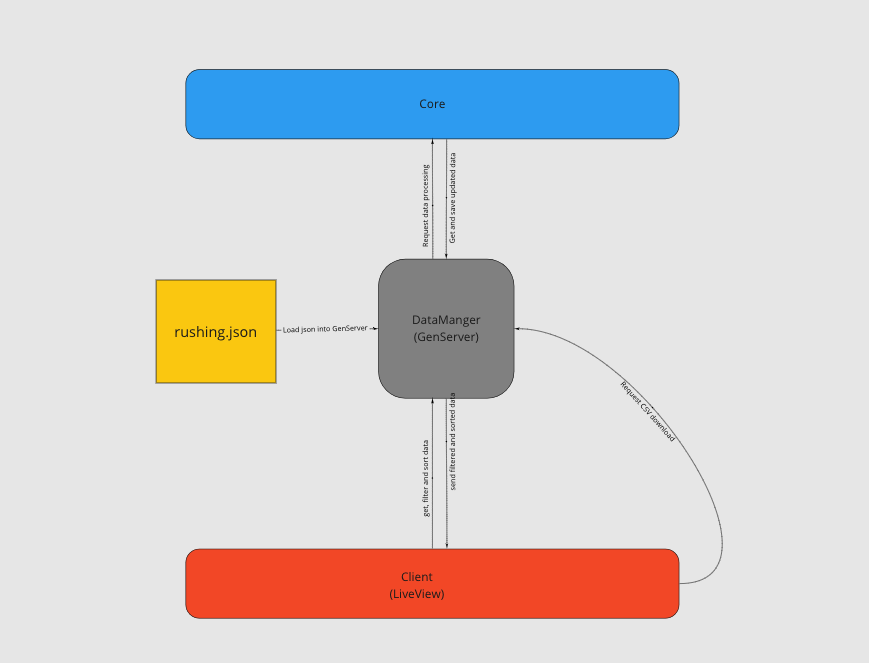 Core
Request data processing
Get and save updated data
rushing.json
Load json into GenServer
DataManger
(GenServer)
Request CSV download
get, filter and sort data
send filtered and sorted data
Client
(LiveView)